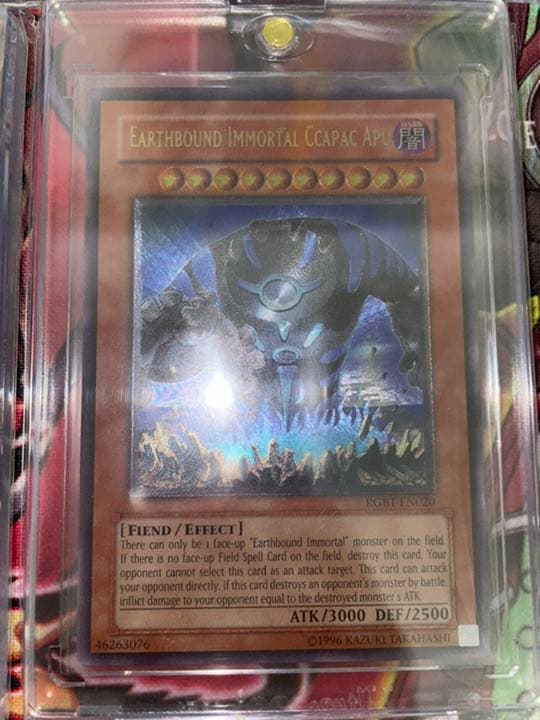 EARTHBOUND IMMORTAL CCAPAC APU
DARK
闇
RGBT-EN020
[FIEND/EFFECT]
There can only be 1 face-up "Earthbound Immortal" monster on the field.
If there is no face-up Field Spell Card on the field, destroy this card. Your
opponent cannot select this card as an attack target. This card can attack
your opponent directly. If this card destroys an opponent's monster by battle,
inflict damage to your opponent equal to the destroyed monster's ATK.
ATK/3000 DEF/2500
46263076
©1996 KAZUKI TAKAHASHI